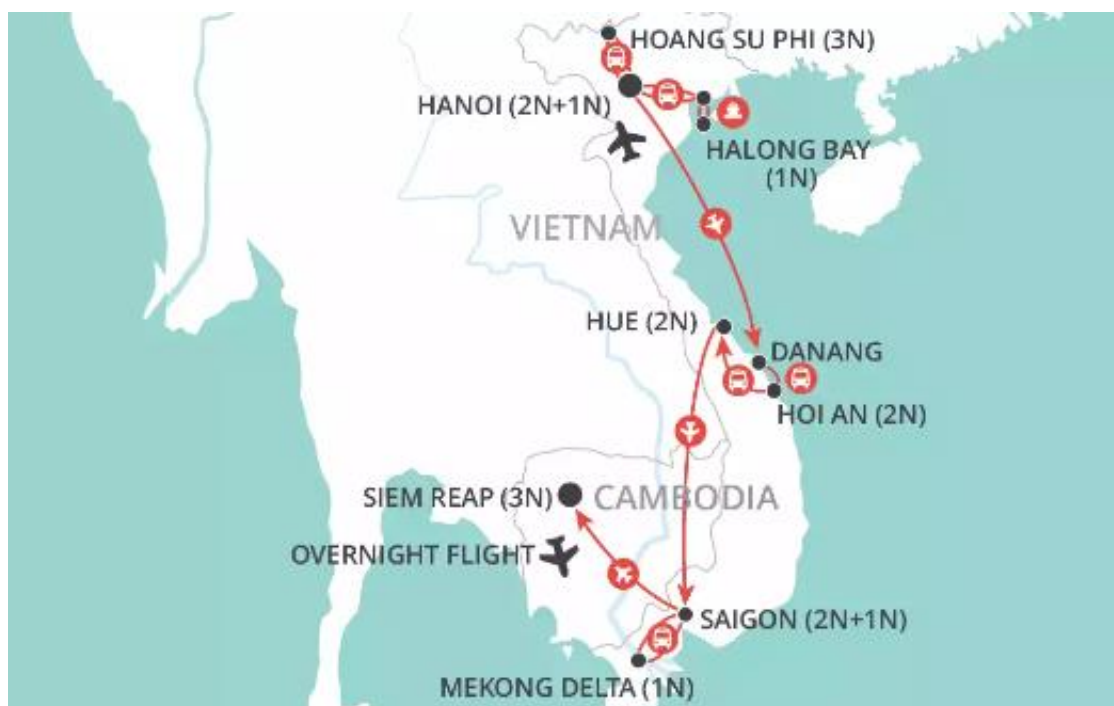 HOANG SU PHI (3N)
HANOI (2N+1N)
HALONG BAY
(1N)
VIETNAM
HUE (2N)
DANANG
HOI AN (2N)
SIEM REAP (3N)
CAMBODIA
OVERNIGHT FLIGHT
SAIGON (2N+1N)
MEKONG DELTA (1N)